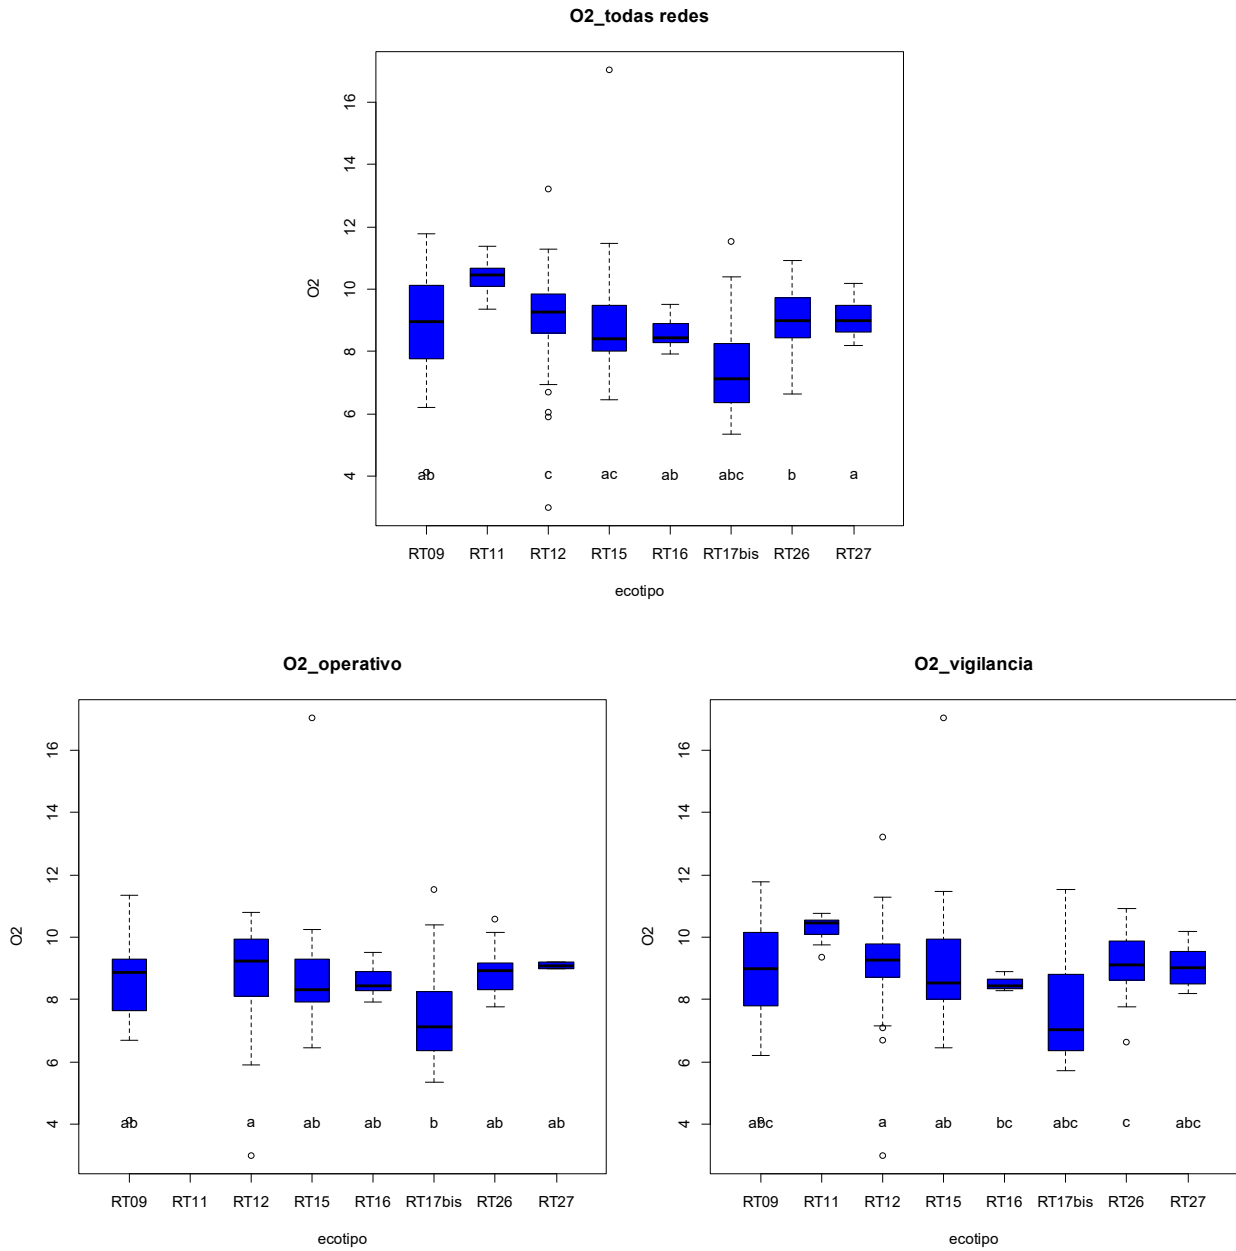 O2_todas redes
O2
16
14
12
10
8
6
4
ab c ac ab abc b a
RT09 RT11 RT12 RT15 RT16 RT17bis RT26 RT27
ecotipo
O2_operativo
O2
16
14
12
10
8
6
4
ab a ab ab b ab ab
RT09 RT11 RT12 RT15 RT16 RT17bis RT26 RT27
ecotipo
O2_vigilancia
O2
16
14
12
10
8
6
4
abc a ab bc abc c abc
RT09 RT11 RT12 RT15 RT16 RT17bis RT26 RT27
ecotipo